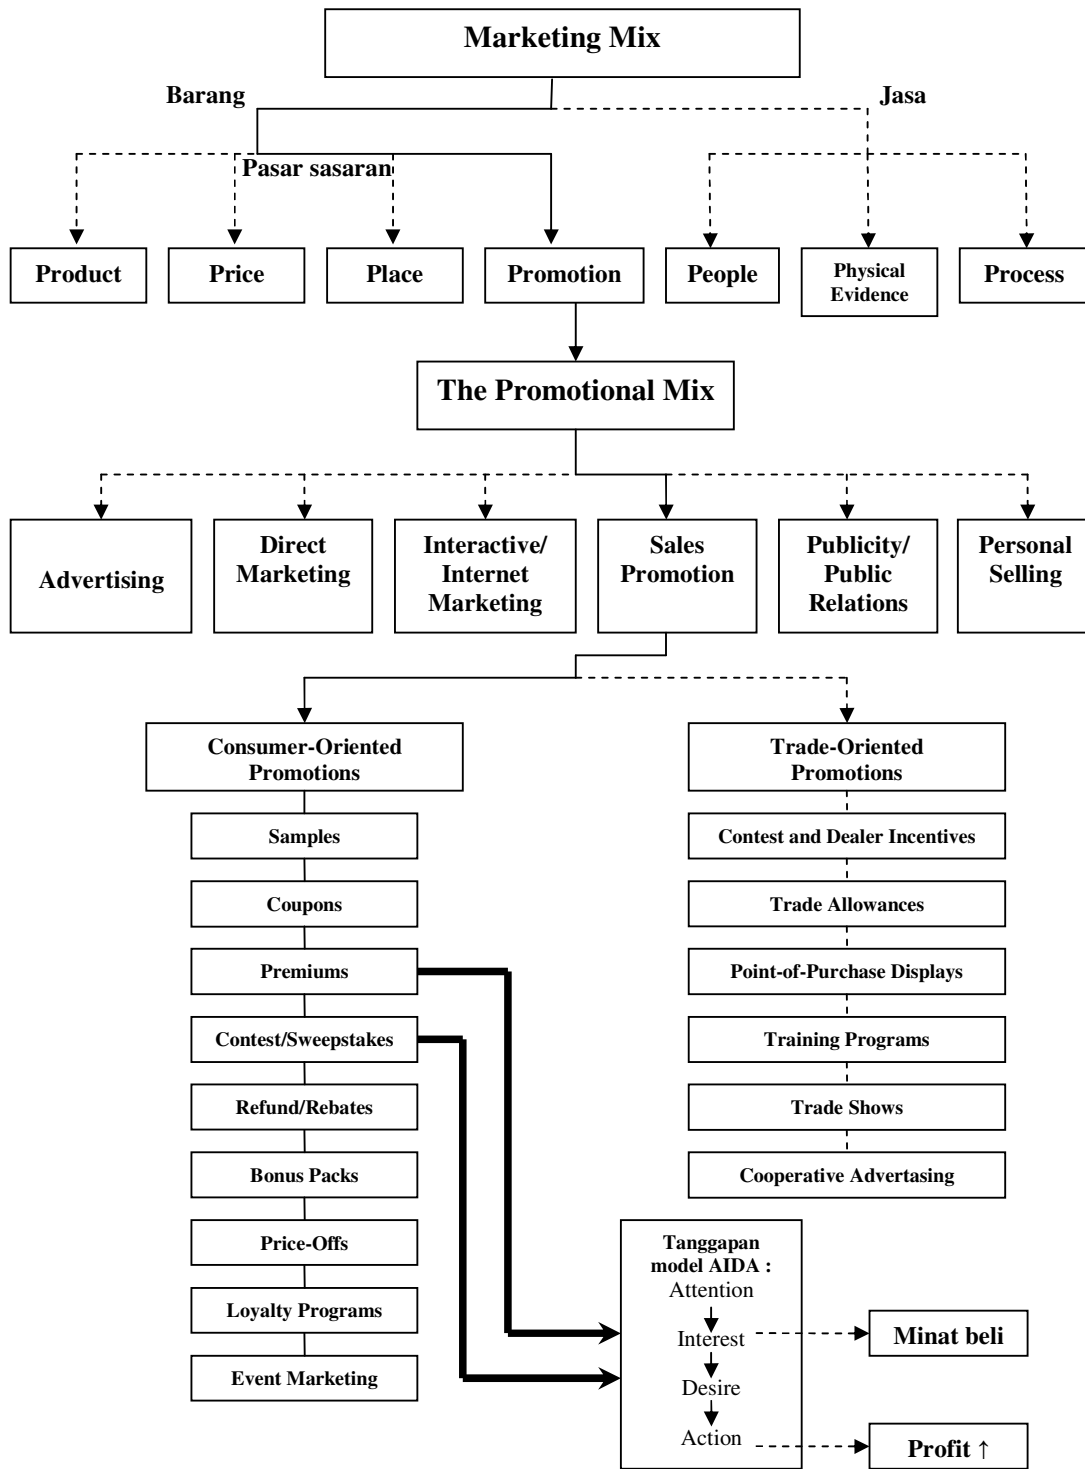 Marketing Mix
Barang
Jasa
Pasar sasaran
Product
Price
Place
Promotion
People
Physical
Evidence
Process
The Promotional Mix
Advertising
Direct
Marketing
Interactive/
Internet
Marketing
Sales
Promotion
Publicity/
Public
Relations
Personal
Selling
Consumer-Oriented
Promotions
Samples
Coupons
Premiums
Contest/Sweepstakes
Refund/Rebates
Bonus Packs
Price-Offs
Loyalty Programs
Event Marketing
Trade-Oriented
Promotions
Contest and Dealer Incentives
Trade Allowances
Point-of-Purchase Displays
Training Programs
Trade Shows
Cooperative Advertasing
Tanggapan
model AIDA :
Attention
Interest
Desire
Action
Minat beli
Profit ↑